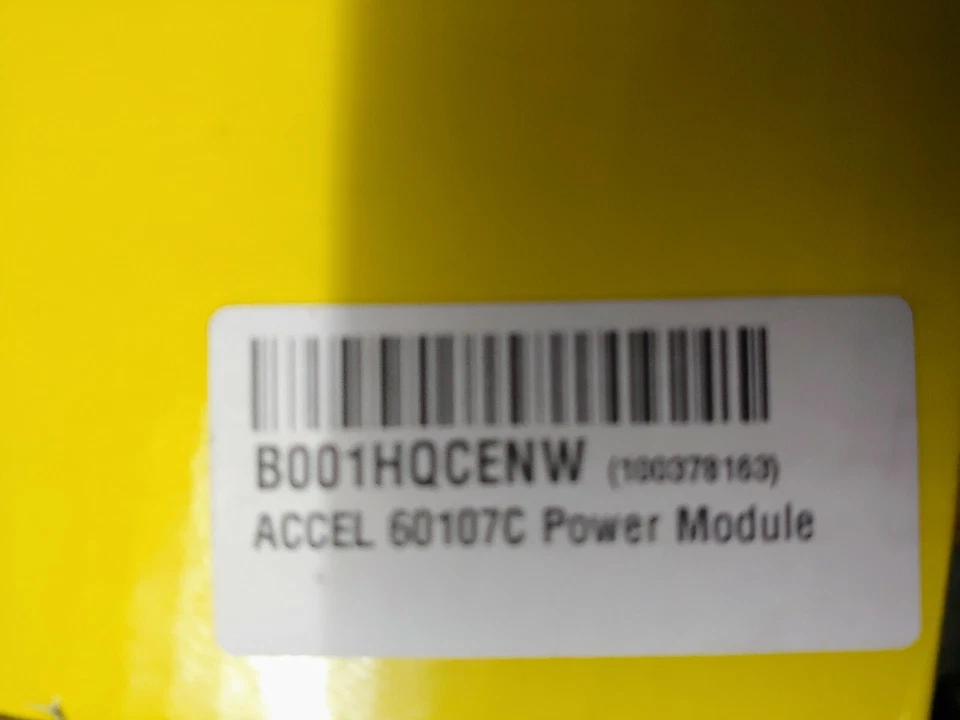 B001HQCENW (100378163)
ACCEL 60107C Power Module